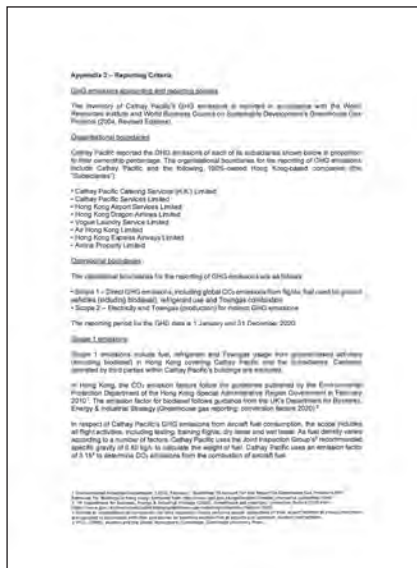 Appendix 2 – Reporting Criteria
GHG emissions accounting and reporting policies
The inventory of Cathay Pacific's GHG emissions is reported in accordance with the World
Resources Institute and World Business Council on Sustainable Development's Greenhouse Gas
Protocol (2004, Revised Edition).
Organisational boundaries
Cathay Pacific reported the GHG emissions of each of its subsidiaries shown below in proportion
to their ownership percentage. The organisational boundaries for the reporting of GHG emissions
include Cathay Pacific and the following 100%-owned Hong Kong-based companies (the
"Subsidiaries"):
• Cathay Pacific Catering Services (H.K.) Limited
• Cathay Pacific Services Limited
• Hong Kong Airport Services Limited
• Hong Kong Dragon Airlines Limited
• Vogue Laundry Service Limited
• Air Hong Kong Limited
• Hong Kong Express Airways Limited
• Airline Property Limited
Operational boundaries
The operational boundaries for the reporting of GHG emissions are as follows:
• Scope 1 – Direct GHG emissions, including global CO₂ emissions from flights, fuel used by ground
vehicles (including biodiesel), refrigerant use and Towngas combustion
• Scope 2 – Electricity and Towngas (production) for indirect GHG emissions
The reporting period for the GHG data is 1 January and 31 December 2020.
Scope 1 emissions
Scope 1 emissions include fuel, refrigerant and Towngas usage from ground-based activities
(including biodiesel) in Hong Kong covering Cathay Pacific and the Subsidiaries. Canteens
operated by third parties within Cathay Pacific's buildings are excluded.
In Hong Kong, the CO₂ emission factors follow the guidelines published by the Environmental
Protection Department of the Hong Kong Special Administrative Region Government in February
2010¹. The emission factor for biodiesel follows guidance from the UK's Department for Business,
Energy & Industrial Strategy (Greenhouse gas reporting: conversion factors 2020).²
In respect of Cathay Pacific's GHG emissions from aircraft fuel consumption, the scope includes
all flight activities, including testing, training flights, dry lease and wet lease. As fuel density varies
according to a number of factors, Cathay Pacific uses the Joint Inspection Group's³ recommended
specific gravity of 0.80 kg/L to calculate the weight of fuel. Cathay Pacific uses an emission factor
of 3.15⁴ to determine CO₂ emissions from the combustion of aircraft fuel.